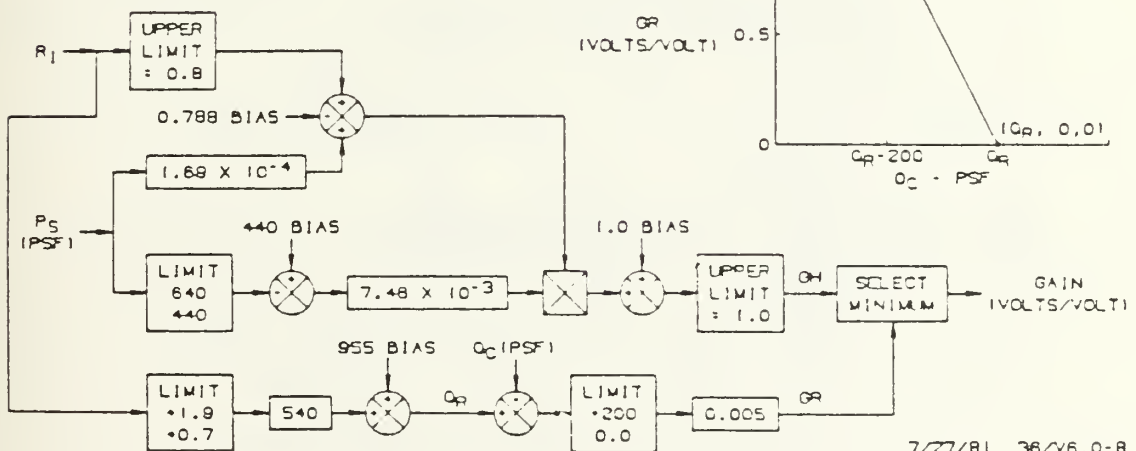 GR
(VOLTS/VOLT)
0.5
0
(QR, 0,0)
QR-200
QR
QC - PSF
RI
UPPER
LIMIT
= 0.8
0.788 BIAS
1.68 X 10-4
PS
(PSF)
440 BIAS
1.0 BIAS
LIMIT
640
440
7.48 X 10-3
UPPER
LIMIT
= 1.0
GH
SELECT
MINIMUM
GAIN
(VOLTS/VOLT)
955 BIAS
QC (PSF)
LIMIT
+1.9
+0.7
540
QR
LIMIT
+200
0.0
0.005
GR
7/27/81